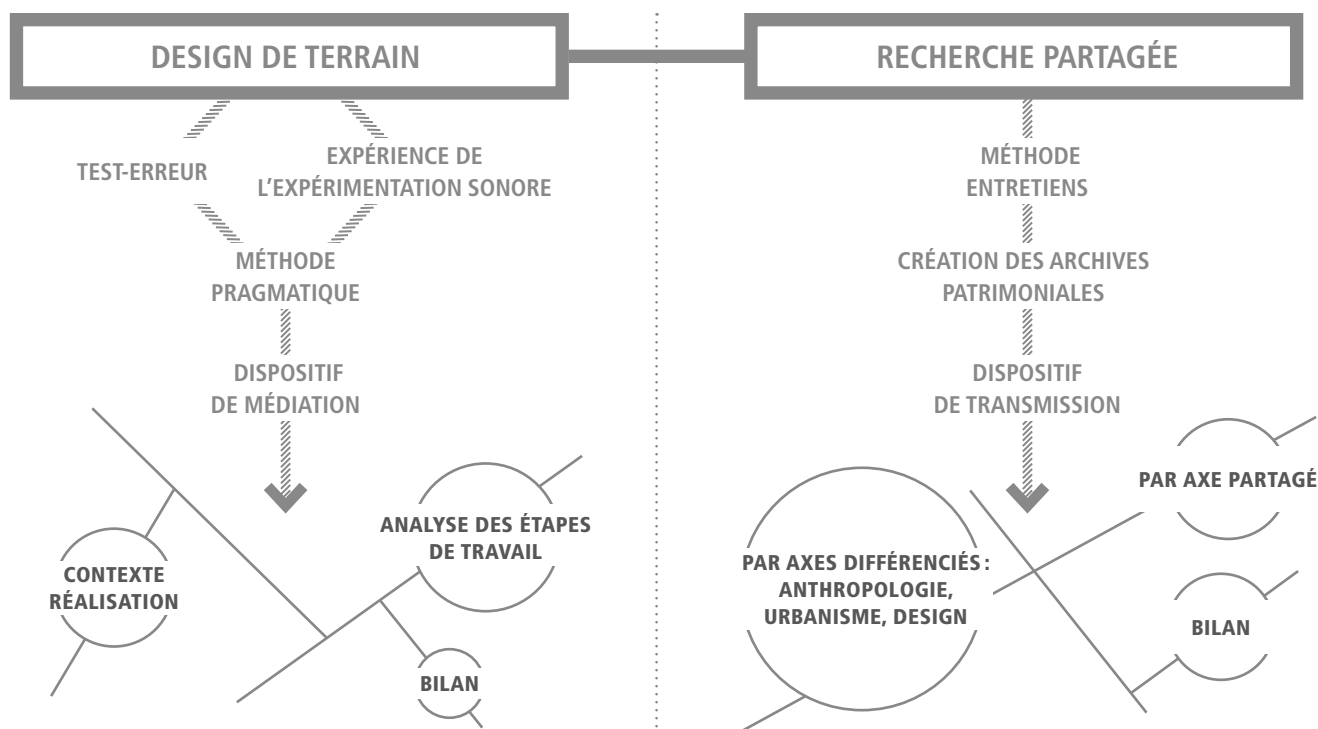 DESIGN DE TERRAIN
TEST-ERREUR
EXPÉRIENCE DE
L'EXPÉRIMENTATION SONORE
MÉTHODE
PRAGMATIQUE
DISPOSITIF
DE MÉDIATION
CONTEXTE
RÉALISATION
ANALYSE DES ÉTAPES
DE TRAVAIL
BILAN
RECHERCHE PARTAGÉE
MÉTHODE
ENTRETIENS
CRÉATION DES ARCHIVES
PATRIMONIALES
DISPOSITIF
DE TRANSMISSION
PAR AXES DIFFÉRENCIÉS :
ANTHROPOLOGIE,
URBANISME, DESIGN
PAR AXE PARTAGÉ
BILAN